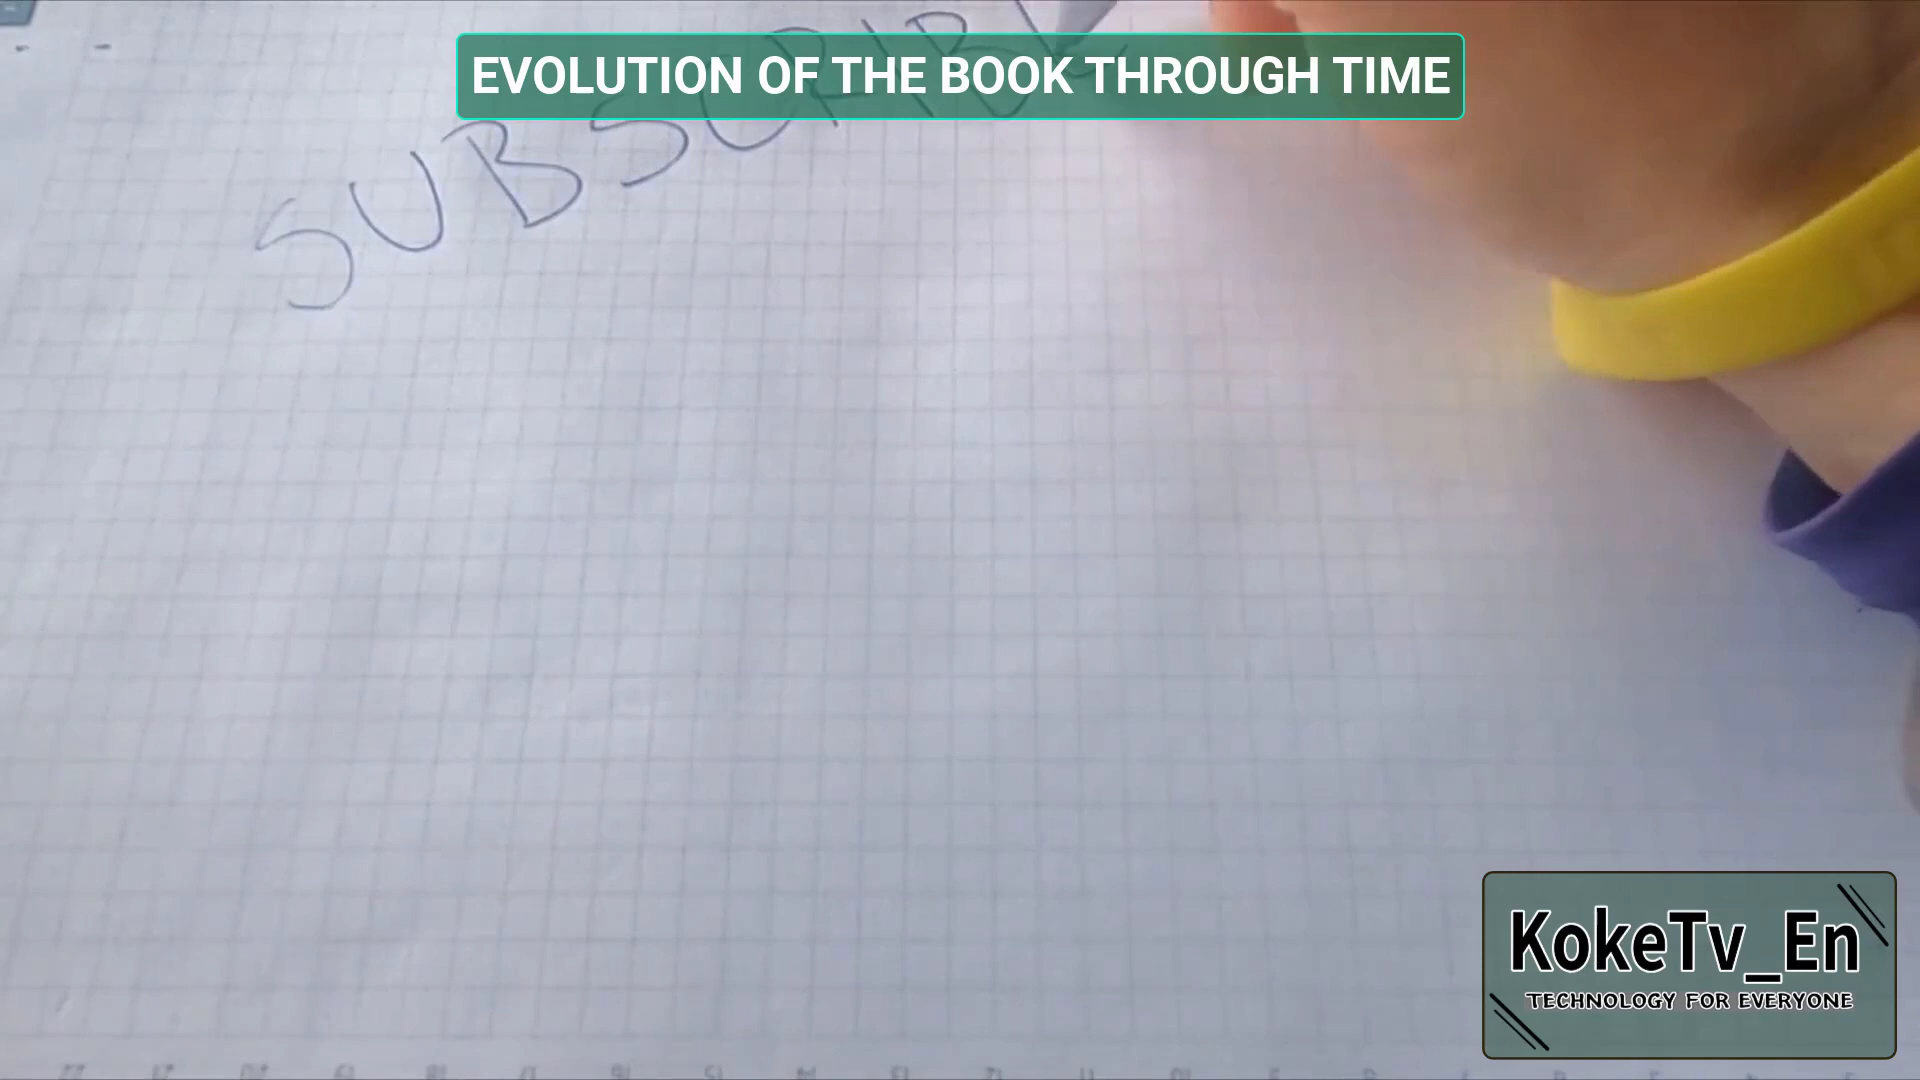 EVOLUTION OF THE BOOK THROUGH TIME
SUBSCRIBE
KokeTv_En
TECHNOLOGY FOR EVERYONE